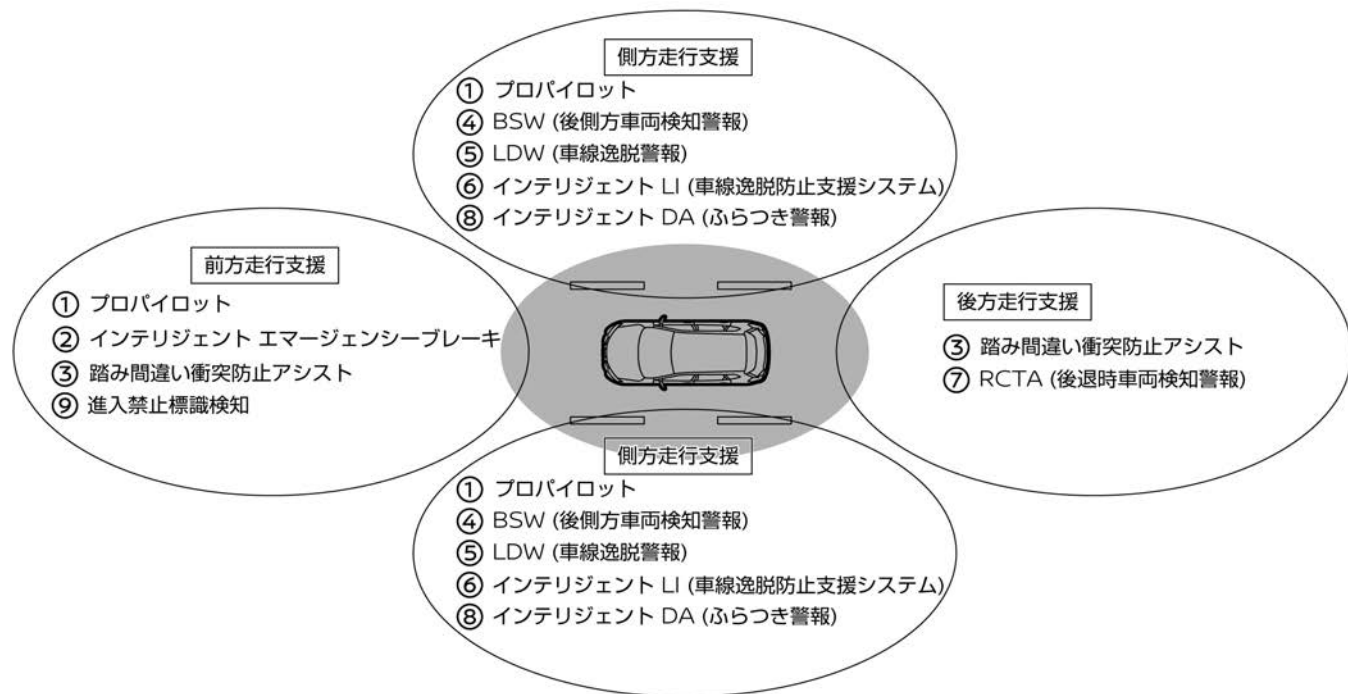 側方走行支援
① プロパイロット
④ BSW (後側方車両検知警報)
⑤ LDW (車線逸脱警報)
⑥ インテリジェント LI (車線逸脱防止支援システム)
⑧ インテリジェント DA (ふらつき警報)
前方走行支援
① プロパイロット
② インテリジェント エマージェンシーブレーキ
③ 踏み間違い衝突防止アシスト
⑨ 進入禁止標識検知
後方走行支援
③ 踏み間違い衝突防止アシスト
⑦ RCTA (後退時車両検知警報)
側方走行支援
① プロパイロット
④ BSW (後側方車両検知警報)
⑤ LDW (車線逸脱警報)
⑥ インテリジェント LI (車線逸脱防止支援システム)
⑧ インテリジェント DA (ふらつき警報)